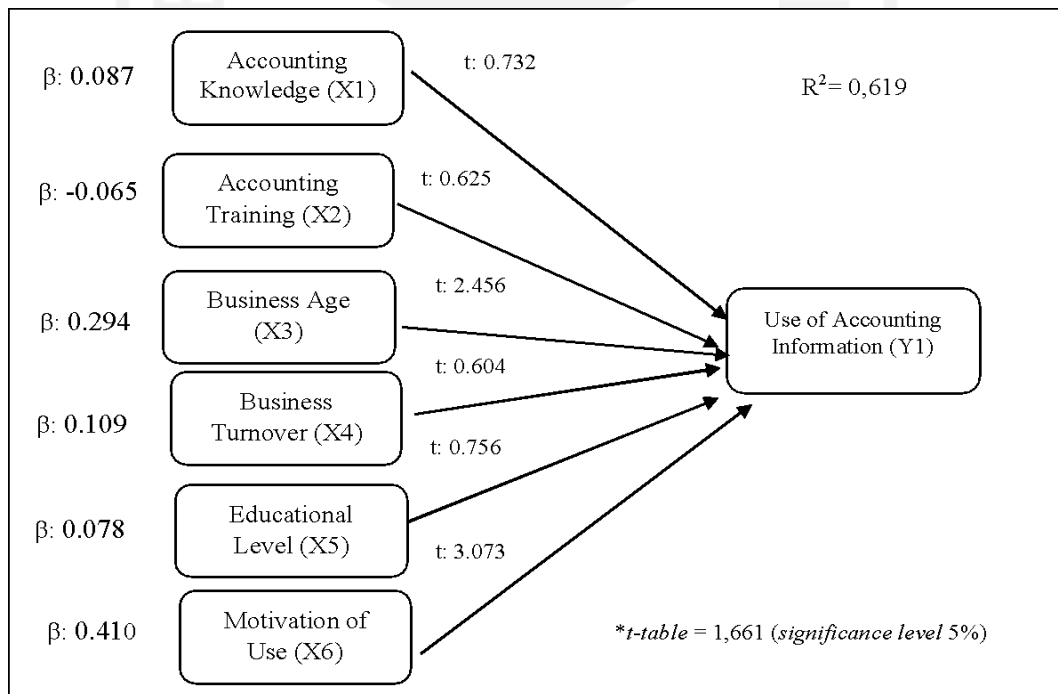 β: 0.087
Accounting
Knowledge (X1)
t: 0.732
R²= 0,619
β: -0.065
Accounting
Training (X2)
t: 0.625
β: 0.294
Business Age
(X3)
t: 2.456
Use of Accounting
Information (Y1)
β: 0.109
Business
Turnover (X4)
t: 0.604
β: 0.078
Educational
Level (X5)
t: 0.756
β: 0.410
Motivation of
Use (X6)
t: 3.073
*t-table = 1,661 (significance level 5%)